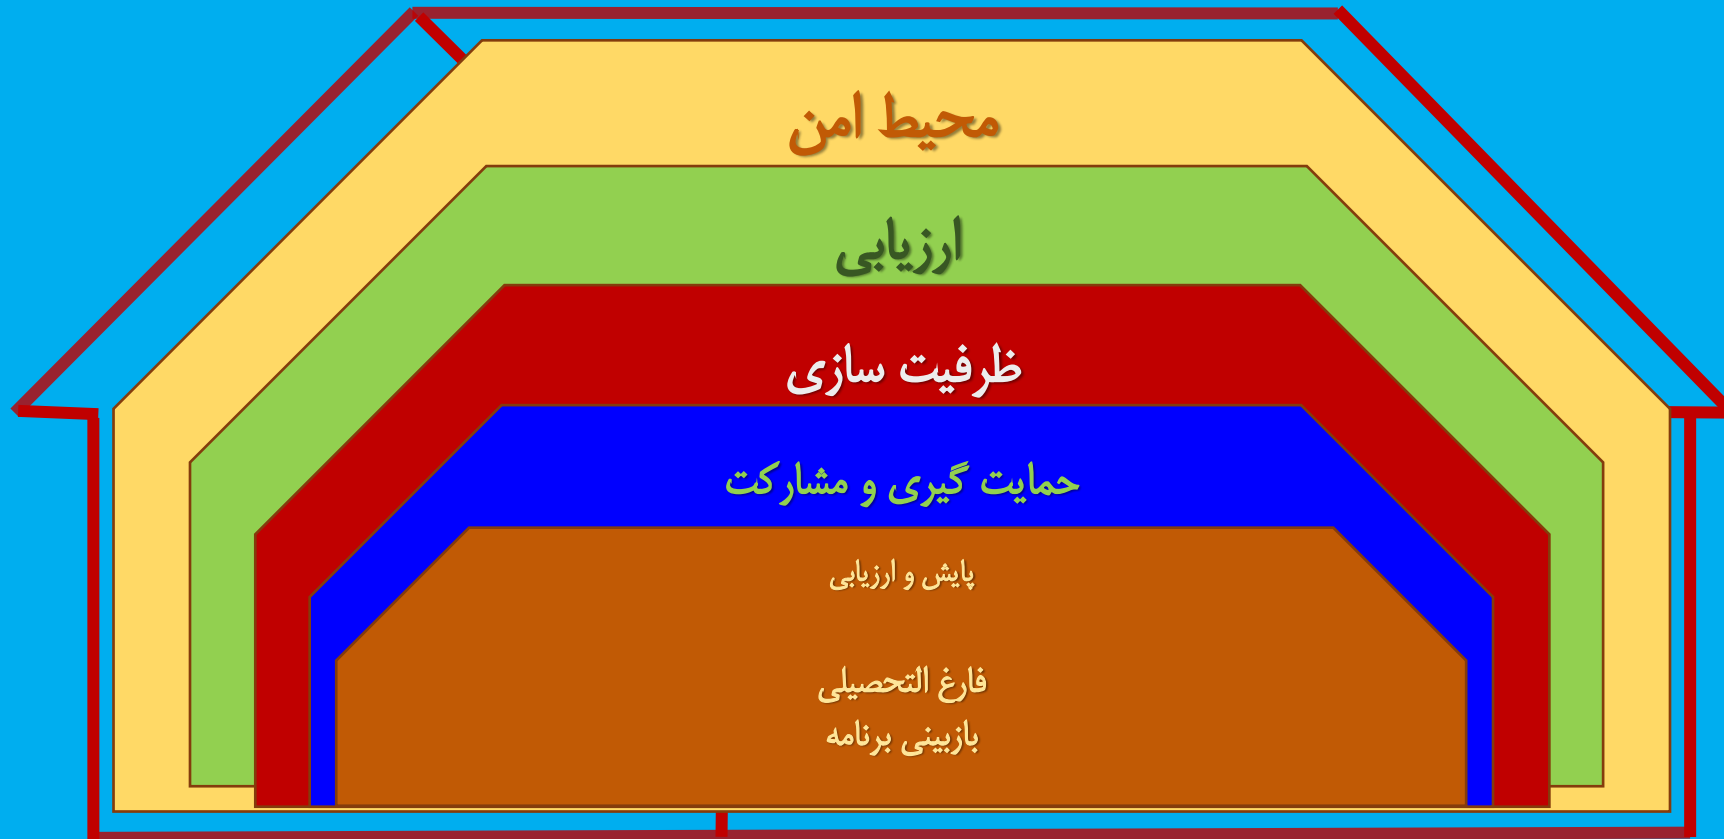 محیط امن
ارزیابی
ظرفیت سازی
حمایت گیری و مشارکت
پایش و ارزیابی
فارغ التحصیلی
بازبینی برنامه